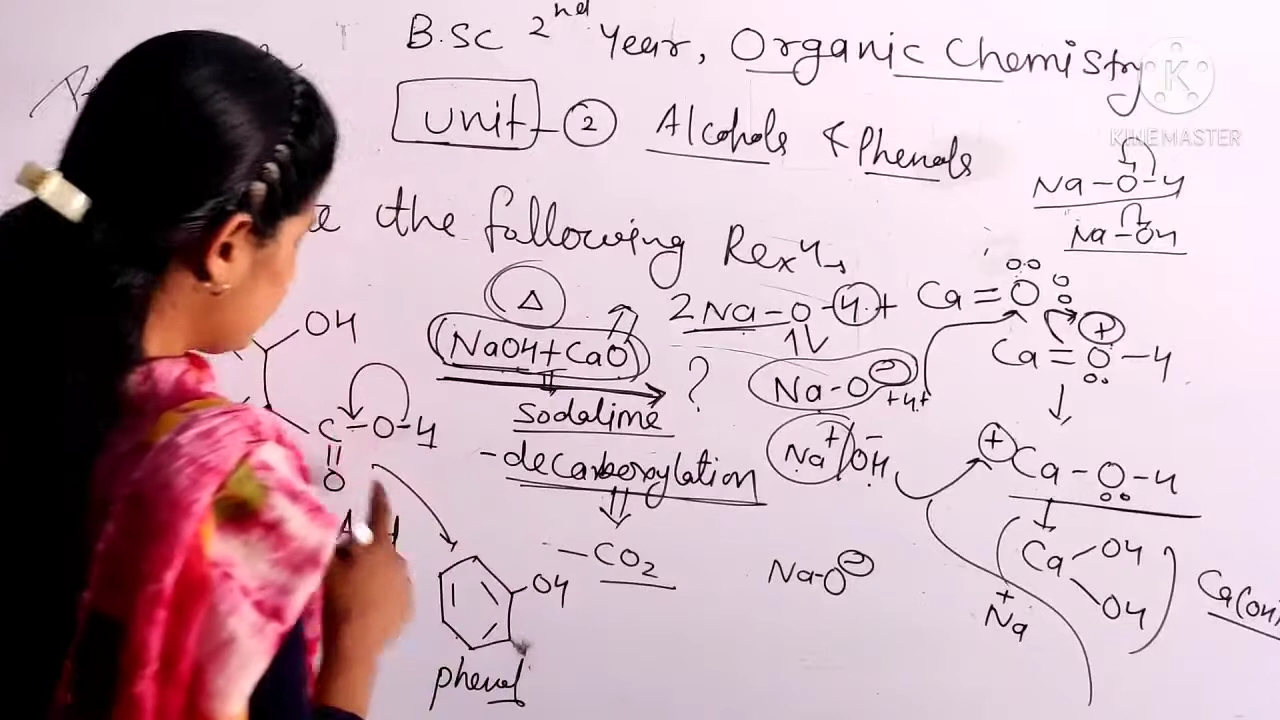 B.Sc 2nd Year, Organic Chemistry
KINEMASTER
Unit - 2 Alcohols & Phenols
Na-O-H
Na-OH
the following Rexns
Δ
NaOH + CaO
Sodalime
- decarboxylation
- CO2
?
2Na-O-H + Ca=O
Na-O⊖ + H+
Ca=O-H
⊕
Na+/OH-
⊕Ca-O-H
OH
C-O-H
O
OH
phenol
Na-O⊖
Ca
OH
OH
+
Na
Ca(OH)